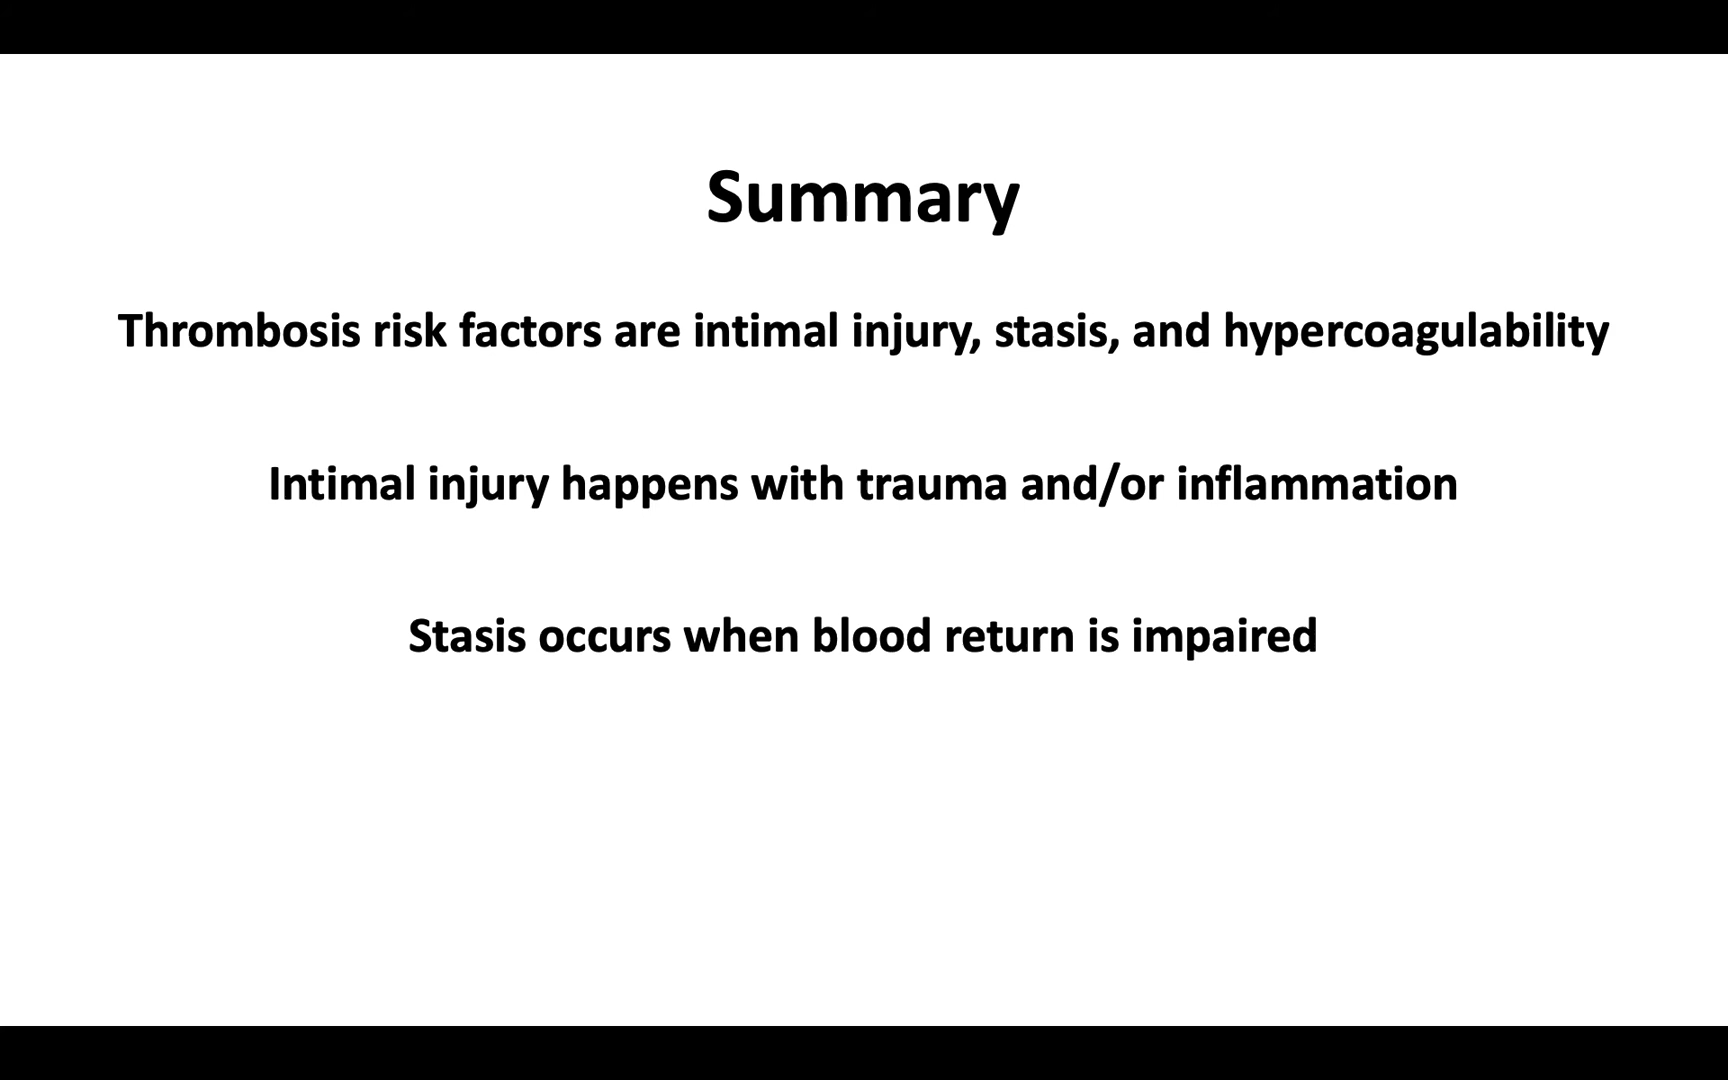 Summary
Thrombosis risk factors are intimal injury, stasis, and hypercoagulability
Intimal injury happens with trauma and/or inflammation
Stasis occurs when blood return is impaired